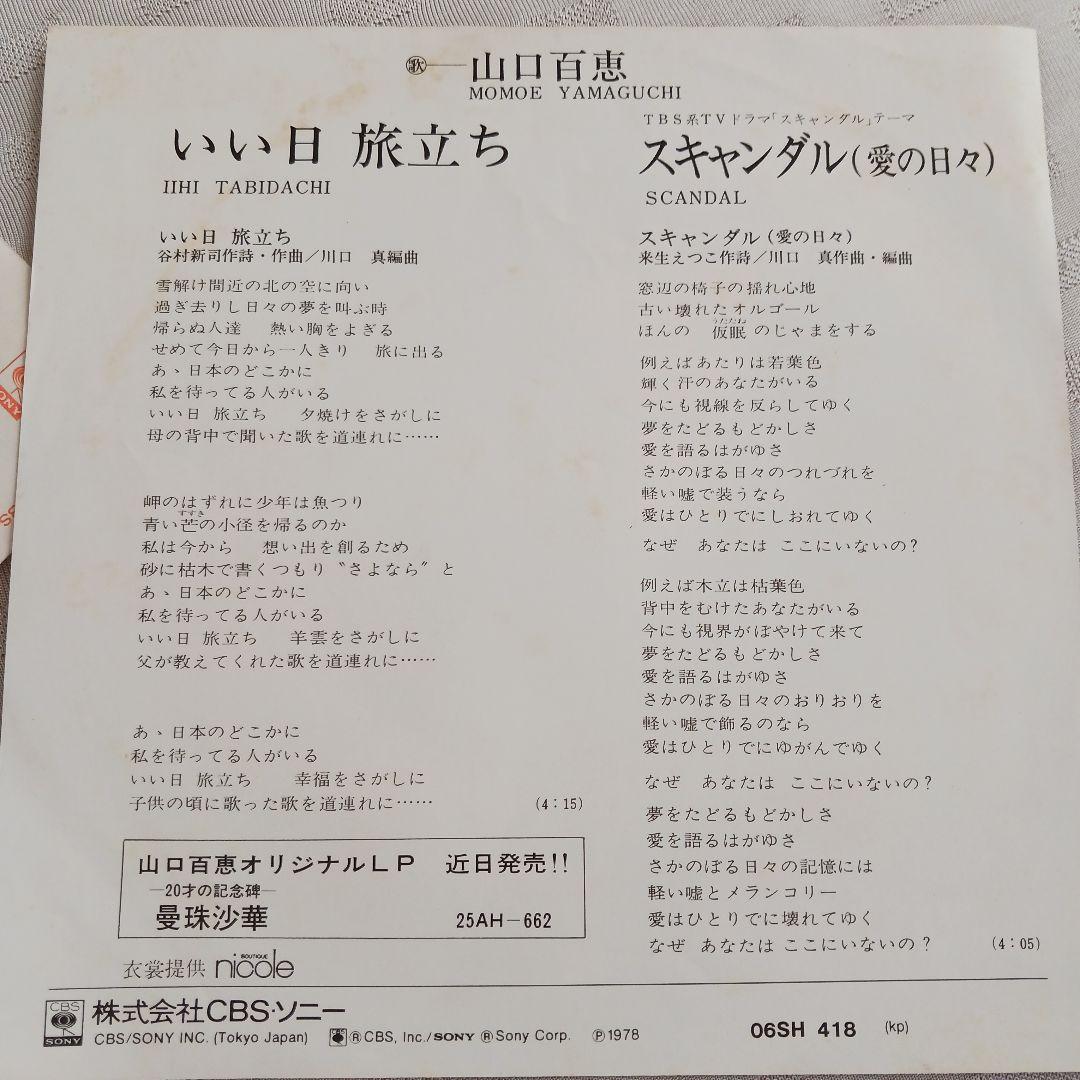 ㊙──山口百恵
MOMOE YAMAGUCHI
いい日 旅立ち
IIHI TABIDACHI
いい日 旅立ち
谷村新司作詩・作曲／川口 真編曲
雪解け間近の北の空に向い
過ぎ去りし日々の夢を叫ぶ時
帰らぬ人達 熱い胸をよぎる
せめて今日から一人きり 旅に出る
あゝ日本のどこかに
私を待ってる人がいる
いい日 旅立ち 夕焼けをさがしに
母の背中で聞いた歌を道連れに……
岬のはずれに少年は魚つり
青い芒の小径を帰るのか
すすき
私は今から 想い出を創るため
砂に枯木で書くつもり〝さよなら〟と
あゝ日本のどこかに
私を待ってる人がいる
いい日 旅立ち 羊雲をさがしに
父が教えてくれた歌を道連れに……
あゝ日本のどこかに
私を待ってる人がいる
いい日 旅立ち 幸福をさがしに
子供の頃に歌った歌を道連れに…… (4：15)
TBS系TVドラマ「スキャンダル」テーマ
スキャンダル(愛の日々)
SCANDAL
スキャンダル(愛の日々)
来生えつこ作詩／川口 真作曲・編曲
窓辺の椅子の揺れ心地
古い壊れたオルゴール
うたたね
ほんの 仮眠 のじゃまをする
例えばあたりは若葉色
輝く汗のあなたがいる
今にも視線を反らしてゆく
夢をたどるもどかしさ
愛を語るはがゆさ
さかのぼる日々のつれづれを
軽い嘘で装うなら
愛はひとりでにしおれてゆく
なぜ あなたは ここにいないの？
例えば木立は枯葉色
背中をむけたあなたがいる
今にも視界がぼやけて来て
夢をたどるもどかしさ
愛を語るはがゆさ
さかのぼる日々のおりおりを
軽い嘘で飾るのなら
愛はひとりでにゆがんでゆく
なぜ あなたは ここにいないの？
夢をたどるもどかしさ
愛を語るはがゆさ
さかのぼる日々の記憶には
軽い嘘とメランコリー
愛はひとりでに壊れてゆく
なぜ あなたは ここにいないの？ (4：05)
山口百恵オリジナルLP 近日発売!!
―20才の記念碑―
曼珠沙華 25AH－662
衣裳提供 BOUTIQUE nicole
CBS SONY 株式会社CBS・ソニー
CBS/SONY INC. (Tokyo Japan) ®CBS, Inc./SONY ®Sony Corp. Ⓟ1978
06SH 418 (kp)